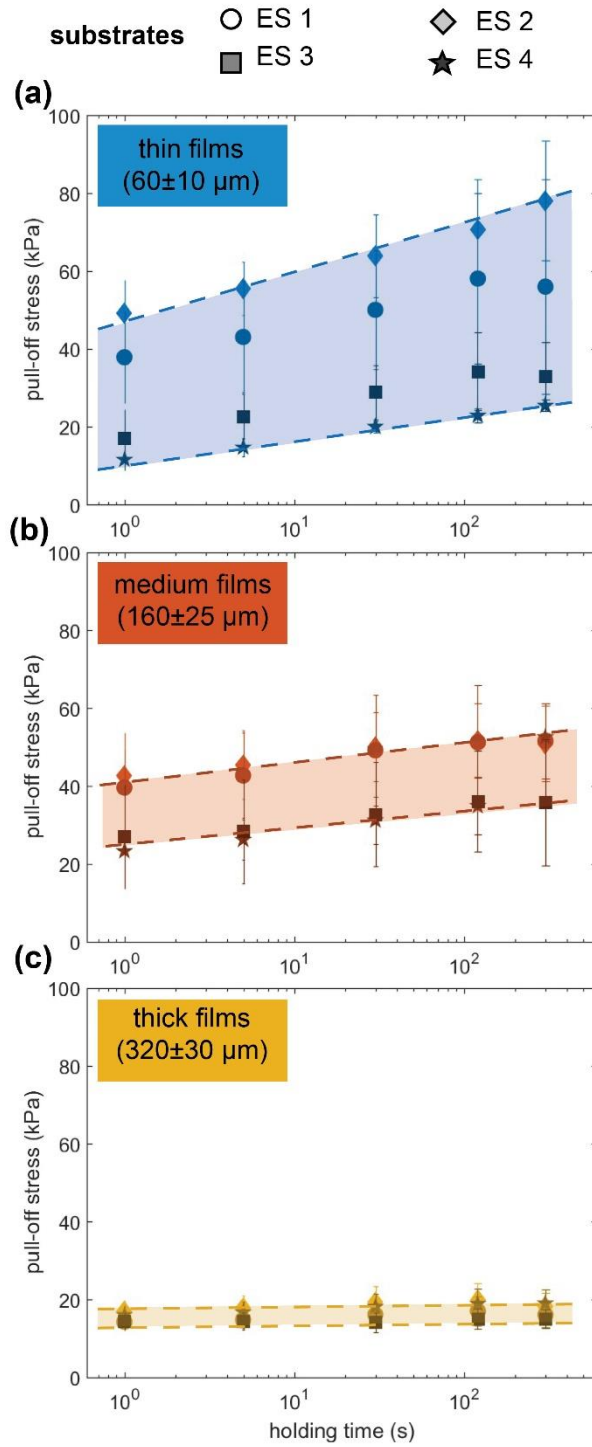 substrates
ES 1
ES 2
ES 3
ES 4
(a)
100
80
60
40
20
0
pull-off stress (kPa)
thin films
(60±10 µm)
10⁰
10¹
10²
(b)
100
80
60
40
20
0
pull-off stress (kPa)
medium films
(160±25 µm)
10⁰
10¹
10²
(c)
100
80
60
40
20
0
pull-off stress (kPa)
thick films
(320±30 µm)
10⁰
10¹
10²
holding time (s)